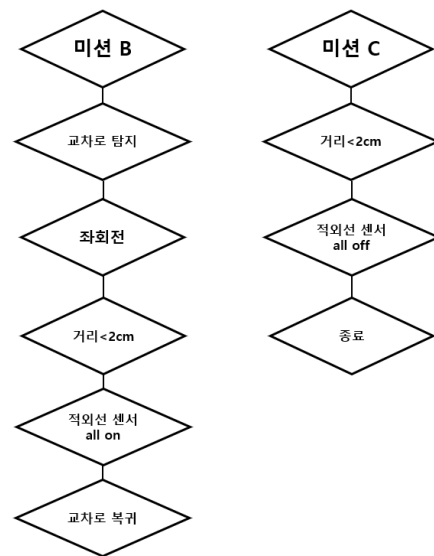 미션 B
교차로 탐지
좌회전
거리<2cm
적외선 센서
all on
교차로 복귀
미션 C
거리<2cm
적외선 센서
all off
종료